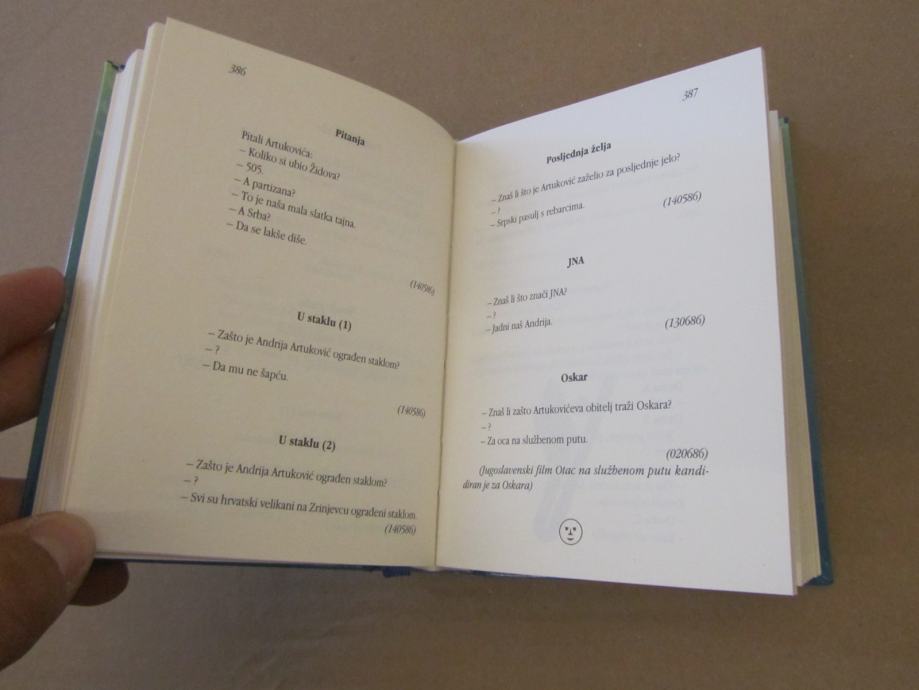 386
Pitanja
Pitali Artukovića:
– Koliko si ubio Židova?
– 505.
– A partizana?
– To je naša mala slatka tajna.
– A Srba?
– Da se lakše diše.
(140586)
U staklu (1)
– Zašto je Andrija Artuković ograđen staklom?
– ?
– Da mu ne šapću.
(140586)
U staklu (2)
– Zašto je Andrija Artuković ograđen staklom?
– ?
– Svi su hrvatski velikani na Zrinjevcu ograđeni staklom.
(140586)
387
Posljednja želja
– Znaš li što je Artuković zaželio za posljednje jelo?
– ?
– Srpski pasulj s rebarcima.
(140586)
JNA
– Znaš li što znači JNA?
– ?
– Jadni naš Andrija.
(130686)
Oskar
– Znaš li zašto Artukovićeva obitelj traži Oskara?
– ?
– Za oca na službenom putu.
(020686)
(Jugoslavenski film Otac na službenom putu kandi-
diran je za Oskara)